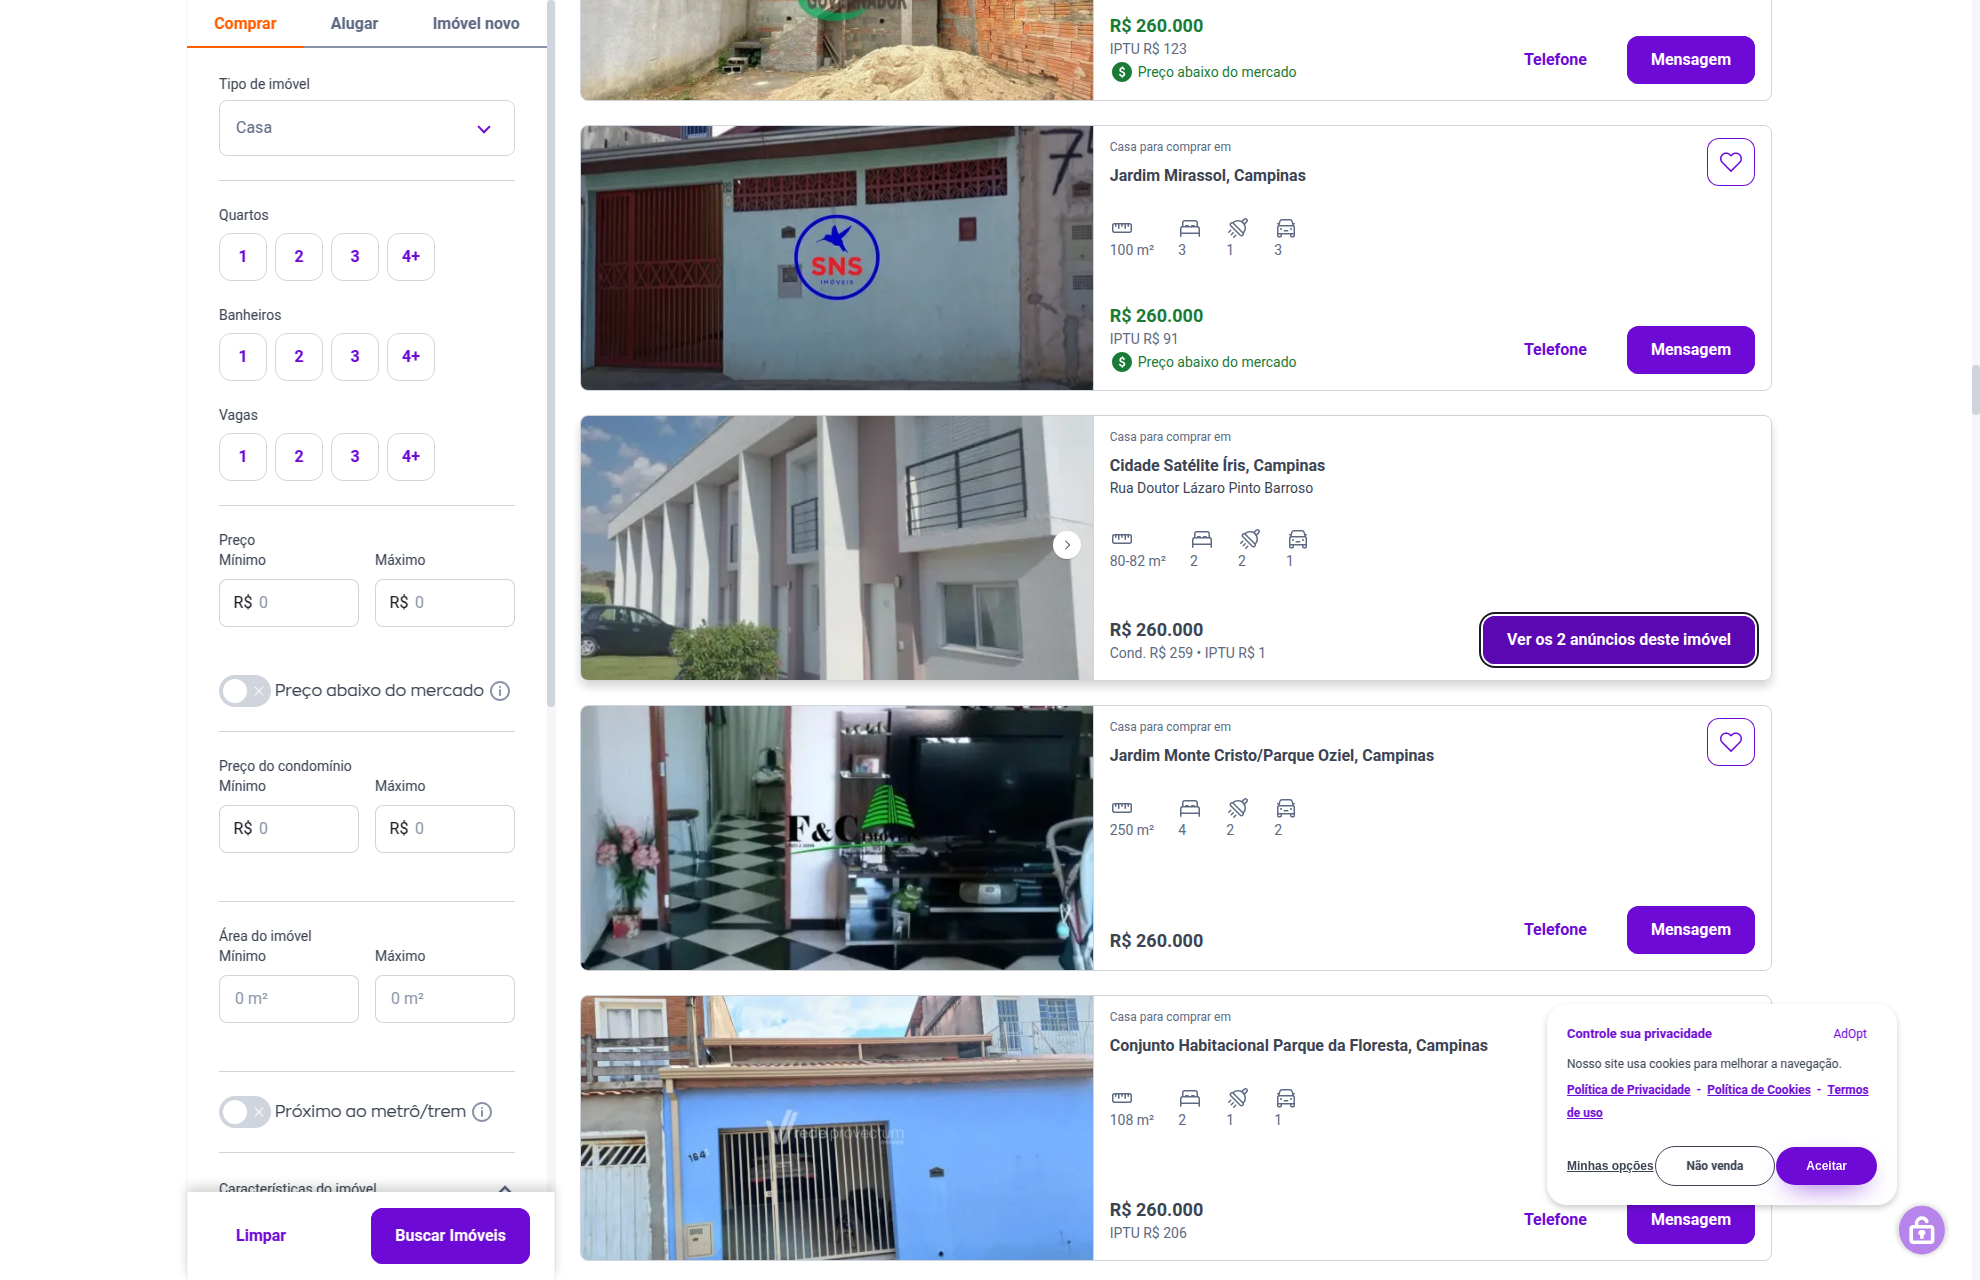 Comprar Alugar Imóvel novo
Tipo de imóvel
Casa
Quartos
1 2 3 4+
Banheiros
1 2 3 4+
Vagas
1 2 3 4+
Preço
Mínimo Máximo
R$ 0 R$ 0
Preço abaixo do mercado
Preço do condomínio
Mínimo Máximo
R$ 0 R$ 0
Área do imóvel
Mínimo Máximo
0 m² 0 m²
Próximo ao metrô/trem
Características do imóvel
Limpar Buscar Imóveis
GOVERNADOR
R$ 260.000
IPTU R$ 123
Preço abaixo do mercado
Telefone Mensagem
SNS
IMÓVEIS
Casa para comprar em
Jardim Mirassol, Campinas
100 m² 3 1 3
R$ 260.000
IPTU R$ 91
Preço abaixo do mercado
Telefone Mensagem
Casa para comprar em
Cidade Satélite Íris, Campinas
Rua Doutor Lázaro Pinto Barroso
80-82 m² 2 2 1
R$ 260.000
Cond. R$ 259 • IPTU R$ 1
Ver os 2 anúncios deste imóvel
F&C IMÓVEIS
Casa para comprar em
Jardim Monte Cristo/Parque Oziel, Campinas
250 m² 4 2 2
R$ 260.000
Telefone Mensagem
164
rede provectum
Casa para comprar em
Conjunto Habitacional Parque da Floresta, Campinas
108 m² 2 1 1
R$ 260.000
IPTU R$ 206
Telefone Mensagem
Controle sua privacidade AdOpt
Nosso site usa cookies para melhorar a navegação.
Política de Privacidade - Política de Cookies - Termos
de uso
Minhas opções Não venda Aceitar